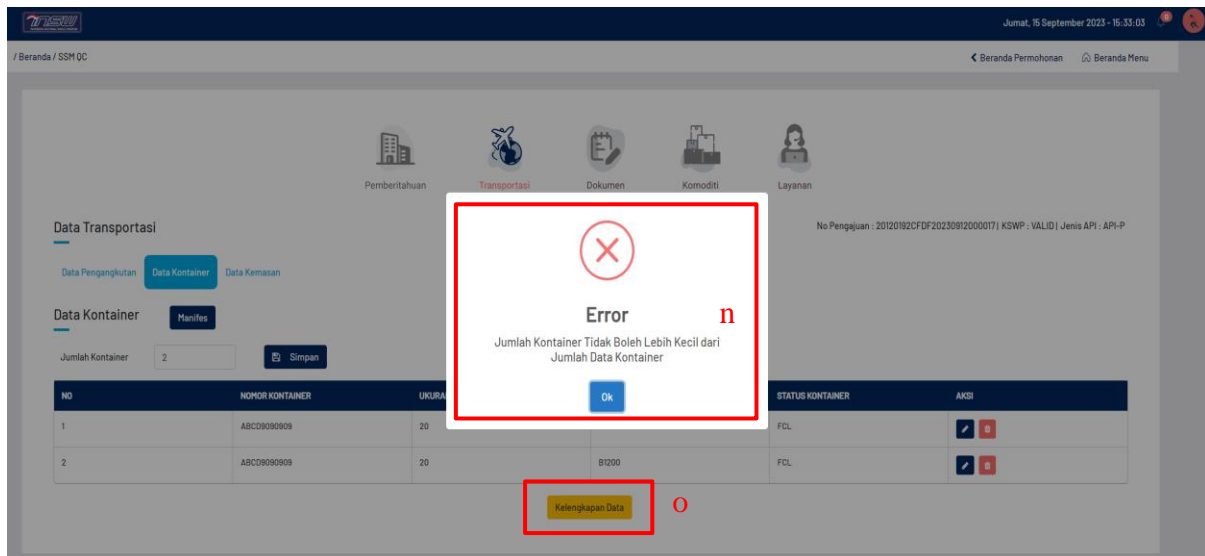 INSW
Jumat, 15 September 2023 - 15:33:03
/ Beranda / SSM QC
Beranda Permohonan
Beranda Menu
Pemberitahuan
Transportasi
Dokumen
Komoditi
Layanan
Data Transportasi
No Pengajuan : 20120192CFDF20230912000017 | KSWP : VALID | Jenis API : API-P
Data Pengangkutan
Data Kontainer
Data Kemasan
Data Kontainer
Manifes
Jumlah Kontainer
2
Simpan
Error
n
Jumlah Kontainer Tidak Boleh Lebih Kecil dari
Jumlah Data Kontainer
Ok
NO NOMOR KONTAINER UKURA STATUS KONTAINER AKSI
1 ABCD9090909 20 FCL
2 ABCD9090909 20 B1200 FCL
Kelengkapan Data
o